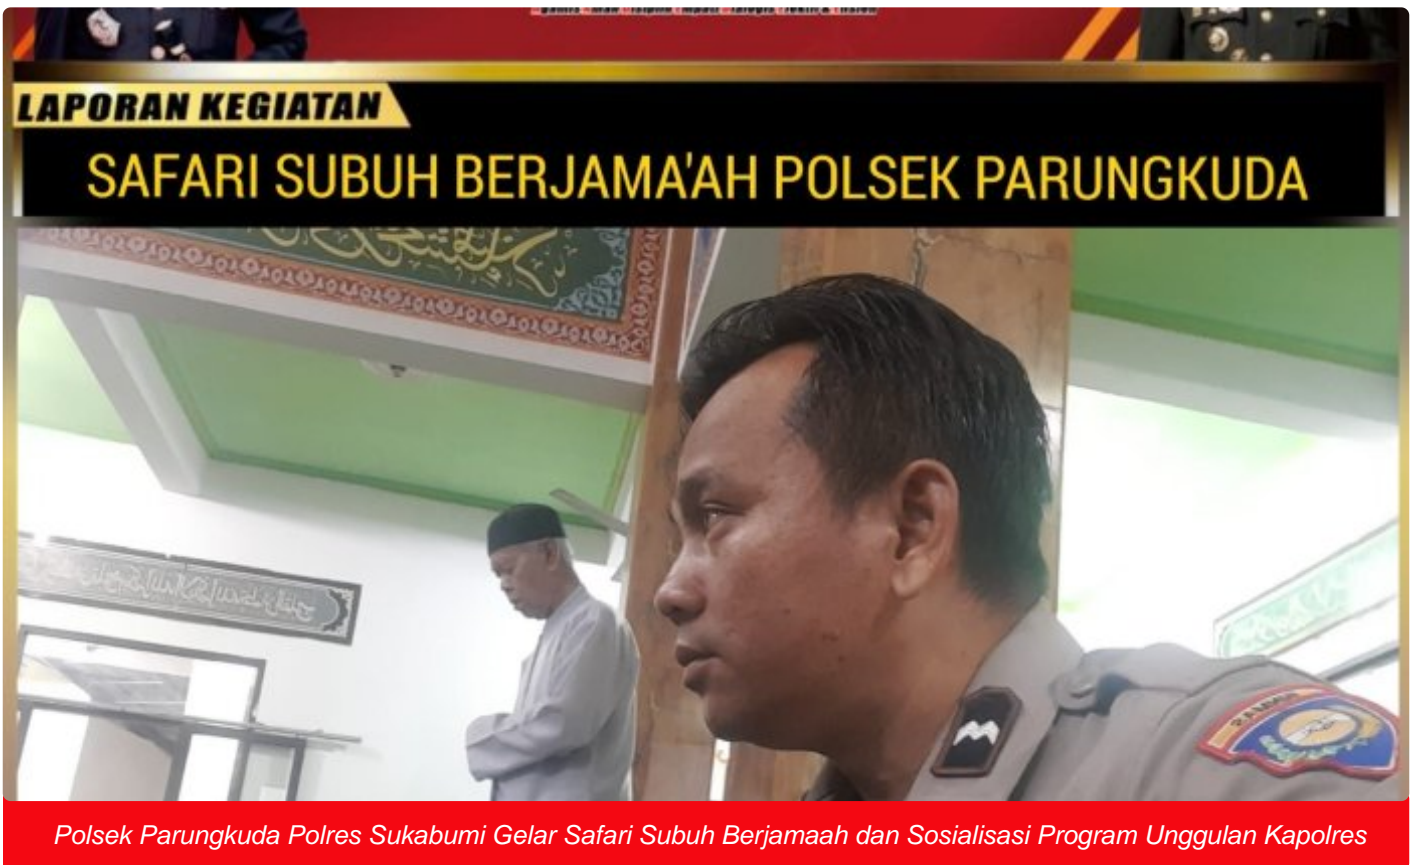 LAPORAN KEGIATAN
SAFARI SUBUH BERJAMA'AH POLSEK PARUNGKUDA
BINMAS
Polsek Parungkuda Polres Sukabumi Gelar Safari Subuh Berjamaah dan Sosialisasi Program Unggulan Kapolres